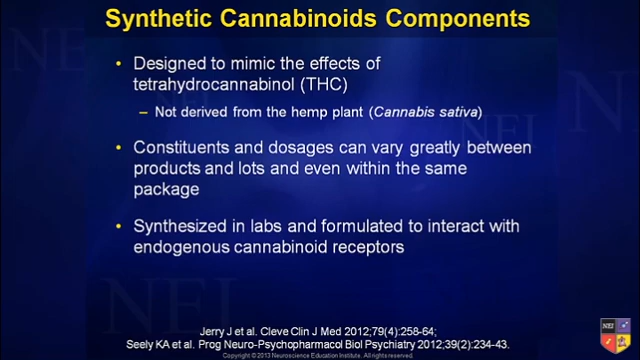 Synthetic Cannabinoids Components
• Designed to mimic the effects of
tetrahydrocannabinol (THC)
– Not derived from the hemp plant (Cannabis sativa)
• Constituents and dosages can vary greatly between
products and lots and even within the same
package
• Synthesized in labs and formulated to interact with
endogenous cannabinoid receptors
Jerry J et al. Cleve Clin J Med 2012;79(4):258-64;
Seely KA et al. Prog Neuro-Psychopharmacol Biol Psychiatry 2012;39(2):234-43.
Copyright © 2013 Neuroscience Education Institute. All rights reserved.
NEI
NEI
NEI